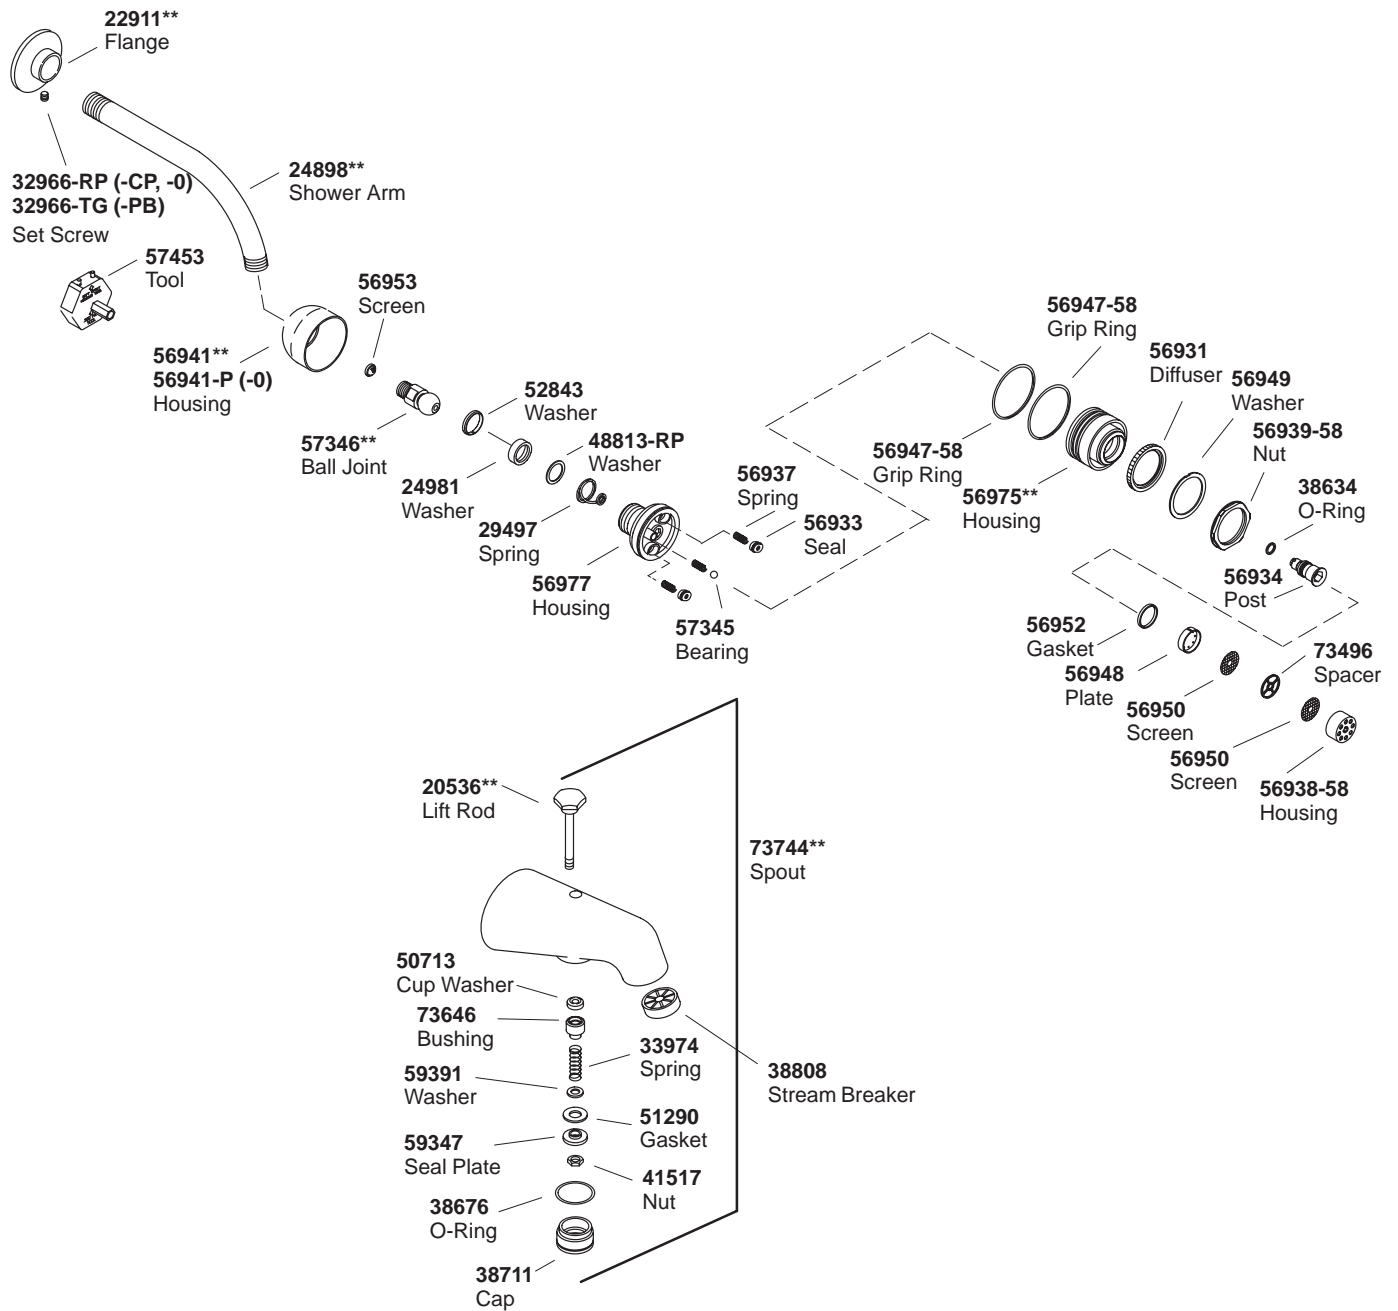 22911**
Flange
32966-RP (-CP, -0)
32966-TG (-PB)
Set Screw
24898**
Shower Arm
57453
Tool
56953
Screen
56941**
56941-P (-0)
Housing
57346**
Ball Joint
52843
Washer
24981
Washer
48813-RP
Washer
29497
Spring
56977
Housing
56937
Spring
56933
Seal
57345
Bearing
56947-58
Grip Ring
56947-58
Grip Ring
56975**
Housing
56931
Diffuser
56949
Washer
56939-58
Nut
38634
O-Ring
56934
Post
56952
Gasket
56948
Plate
56950
Screen
73496
Spacer
56950
Screen
56938-58
Housing
20536**
Lift Rod
73744**
Spout
50713
Cup Washer
73646
Bushing
33974
Spring
38808
Stream Breaker
59391
Washer
51290
Gasket
59347
Seal Plate
41517
Nut
38676
O-Ring
38711
Cap